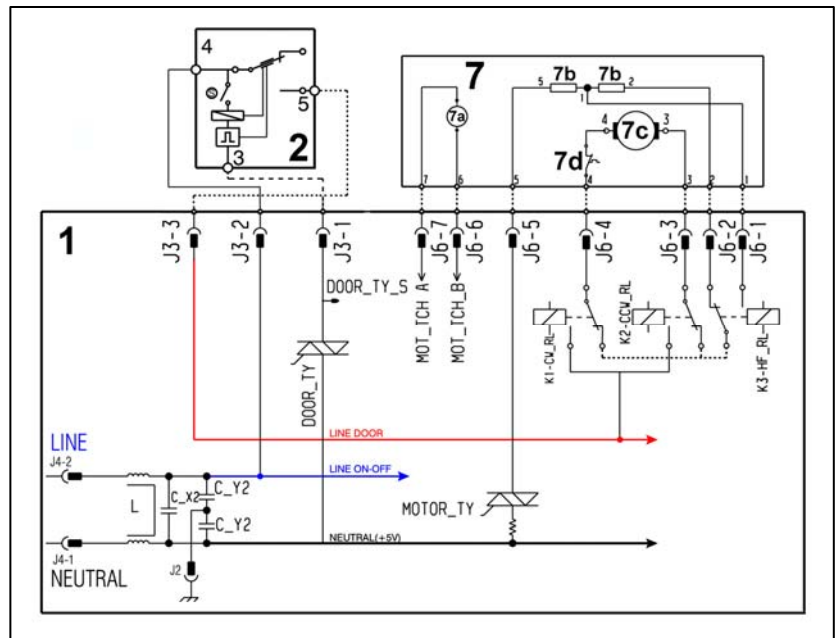 4
5
2
3
7
5 7b 7b 2
1
7a
4 7c 3
7d
7 6 5 4 3 2 1
1
J3-3
J3-2
J3-1
J6-7
J6-6
J6-5
J6-4
J6-3
J6-2
J6-1
DOOR_TY_S
DOOR_TY
MOT_TCH A
MOT_TCH_B
K1-CW_RL
K2-CCW_RL
K3-HF_RL
LINE DOOR
LINE
J4-2
LINE ON-OFF
L
C_X2
C_Y2
C_Y2
MOTOR_TY
NEUTRAL(+5V)
J4-1
NEUTRAL
J2